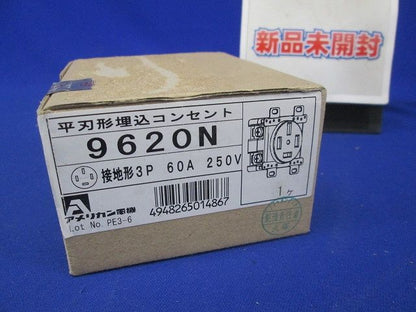 新品未開封
平刃形埋込コンセント
9620N
接地形3P 60A 250V
アメリカン電機
Lot No. PE3-6
4948265014867
1ヶ